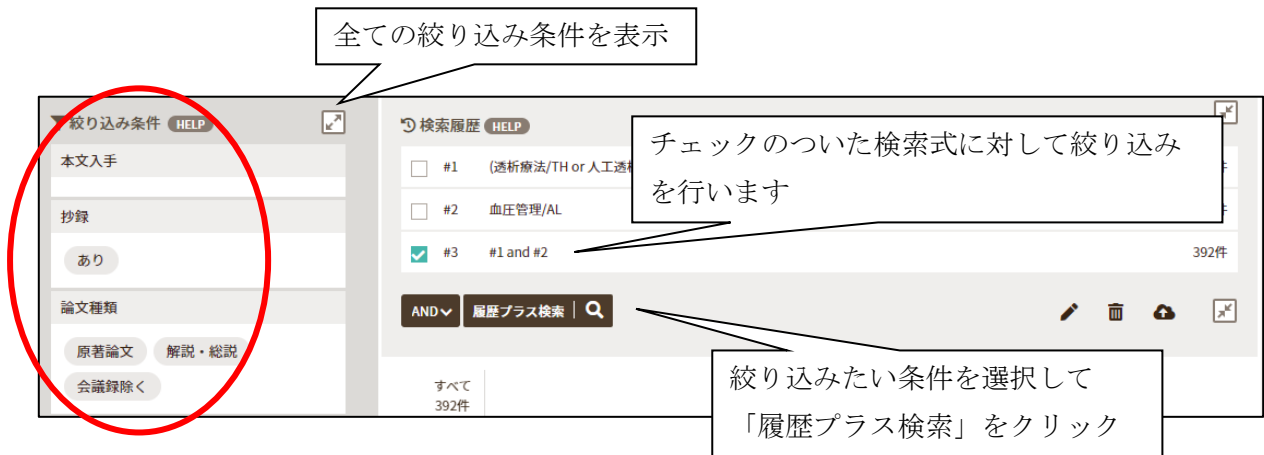 全ての絞り込み条件を表示
絞り込み条件 HELP
本文入手
抄録
あり
論文種類
原著論文 解説・総説
会議録除く
検索履歴 HELP
チェックのついた検索式に対して絞り込み
を行います
#1 (透析療法/TH or 人工透
#2 血圧管理/AL
#3 #1 and #2 392件
AND 履歴プラス検索
すべて
392件
絞り込みたい条件を選択して
「履歴プラス検索」をクリック